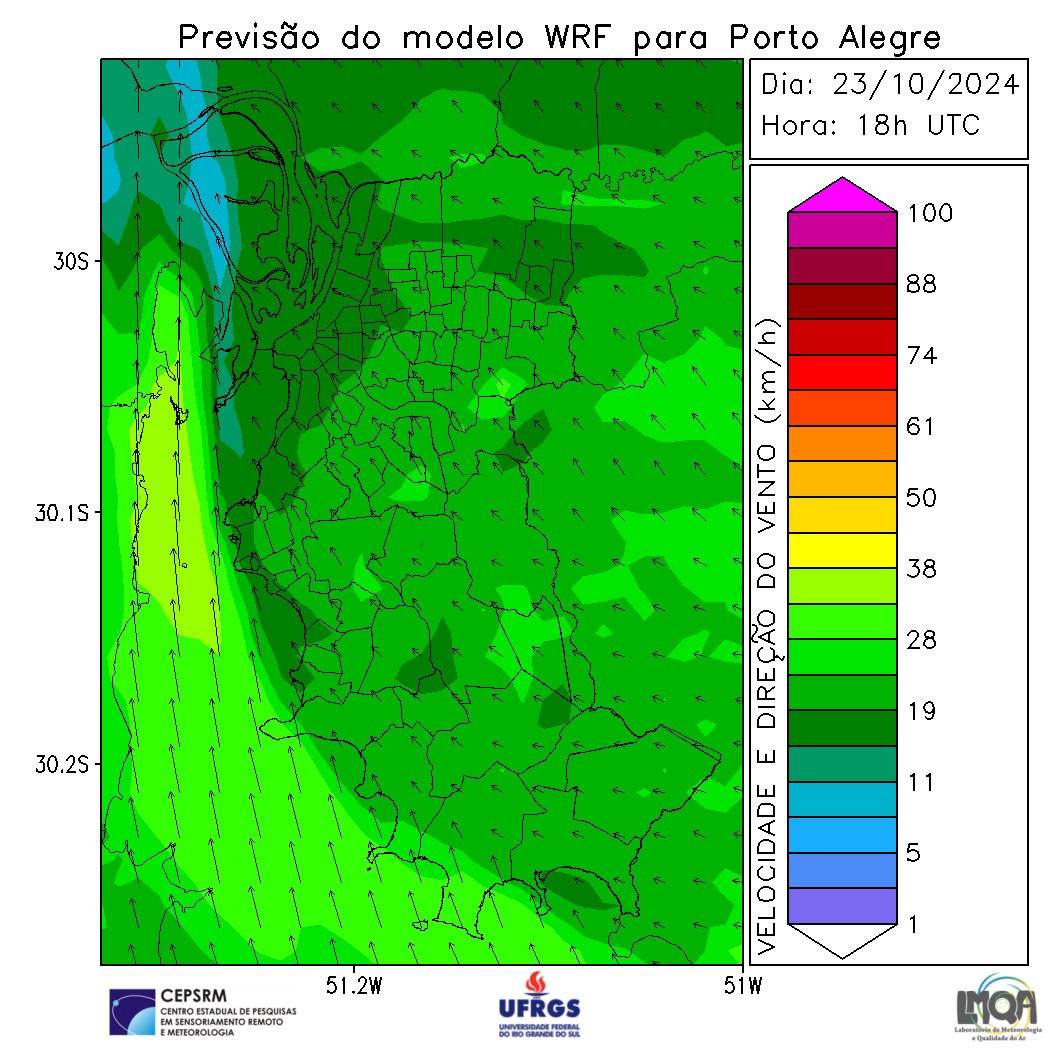 Previsão do modelo WRF para Porto Alegre
Dia: 23/10/2024
Hora: 18h UTC
30S
30.1S
30.2S
51.2W
51W
VELOCIDADE E DIREÇÃO DO VENTO (km/h)
100
88
74
61
50
38
28
19
11
5
1
CEPSRM
CENTRO ESTADUAL DE PESQUISAS
EM SENSORIAMENTO REMOTO
E METEOROLOGIA
UFRGS
UNIVERSIDADE FEDERAL
DO RIO GRANDE DO SUL
LMQA
Laboratório de Meteorologia
e Qualidade do Ar